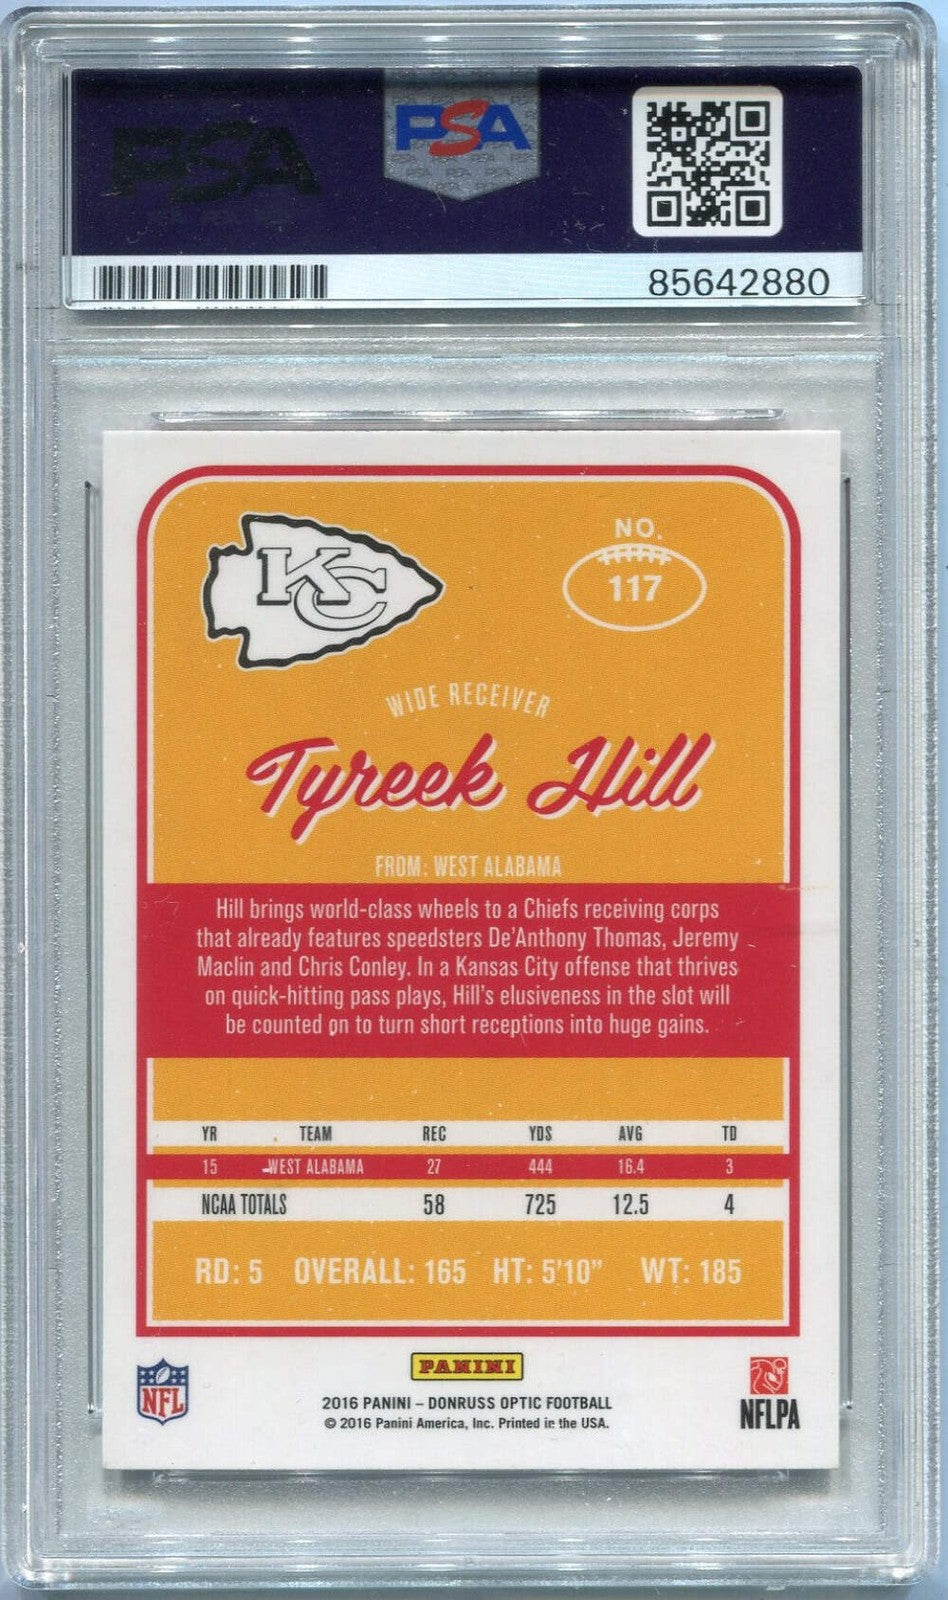 PSA
PSA
85642880
KC
NO.
117
WIDE RECEIVER
Tyreek Hill
FROM: WEST ALABAMA
Hill brings world-class wheels to a Chiefs receiving corps
that already features speedsters De'Anthony Thomas, Jeremy
Maclin and Chris Conley. In a Kansas City offense that thrives
on quick-hitting pass plays, Hill's elusiveness in the slot will
be counted on to turn short receptions into huge gains.
YR TEAM REC YDS AVG TD
15 WEST ALABAMA 27 444 16.4 3
NCAA TOTALS 58 725 12.5 4
RD: 5 OVERALL: 165 HT: 5'10" WT: 185
NFL
PANINI
2016 PANINI – DONRUSS OPTIC FOOTBALL
© 2016 Panini America, Inc. Printed in the USA.
NFLPA